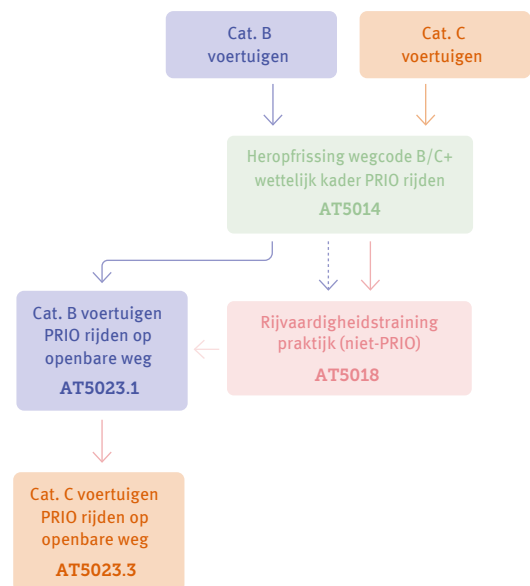 Cat. B
voertuigen
Cat. C
voertuigen
Heropfrissing wegcode B/C+
wettelijk kader PRIO rijden
AT5014
Cat. B voertuigen
PRIO rijden op
openbare weg
AT5023.1
Rijvaardigheidstraining
praktijk (niet-PRIO)
AT5018
Cat. C voertuigen
PRIO rijden op
openbare weg
AT5023.3